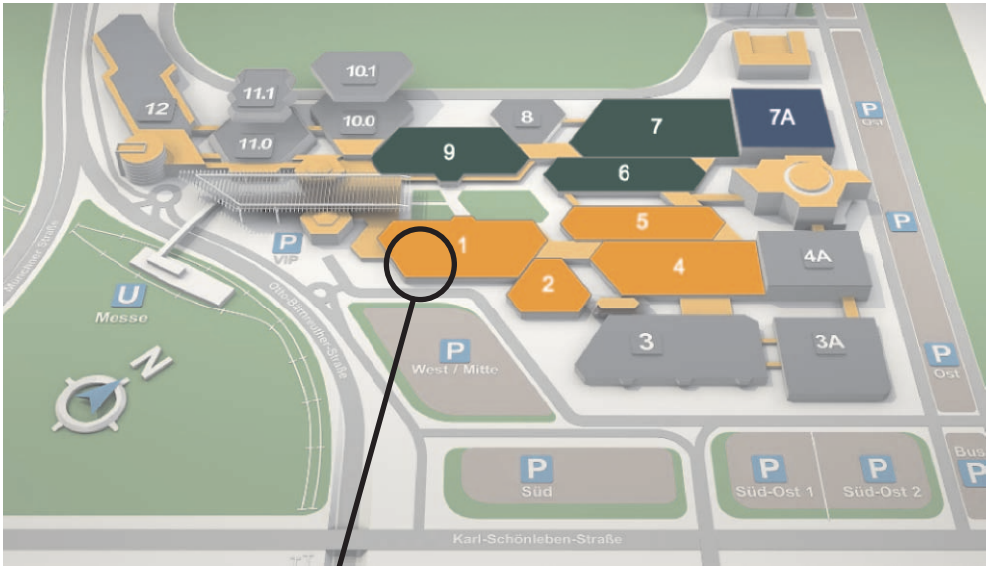 12
11.1
10.1
11.0
10.0
9
8
7
7A
6
5
4
4A
1
2
3
3A
P
Ost
P
P
Ost
P
VIP
U
Messe
Münchener Straße
Otto-Bärnreuther-Straße
N
P
West / Mitte
P
Süd
P
Süd-Ost 1
P
Süd-Ost 2
Bus
P
Karl-Schönleben-Straße